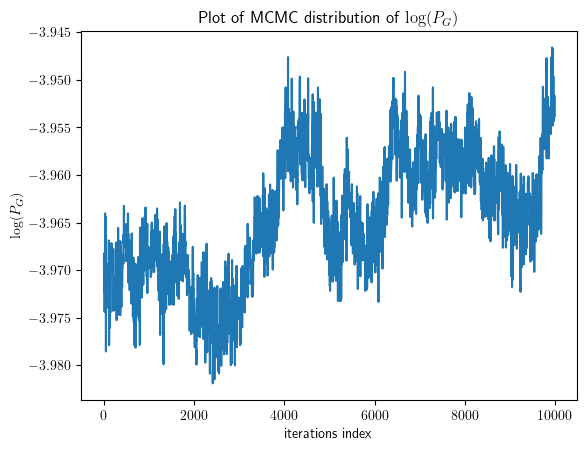 Plot of MCMC distribution of log(P_G)
−3.945
−3.950
−3.955
−3.960
−3.965
−3.970
−3.975
−3.980
log(P_G)
0 2000 4000 6000 8000 10000
iterations index